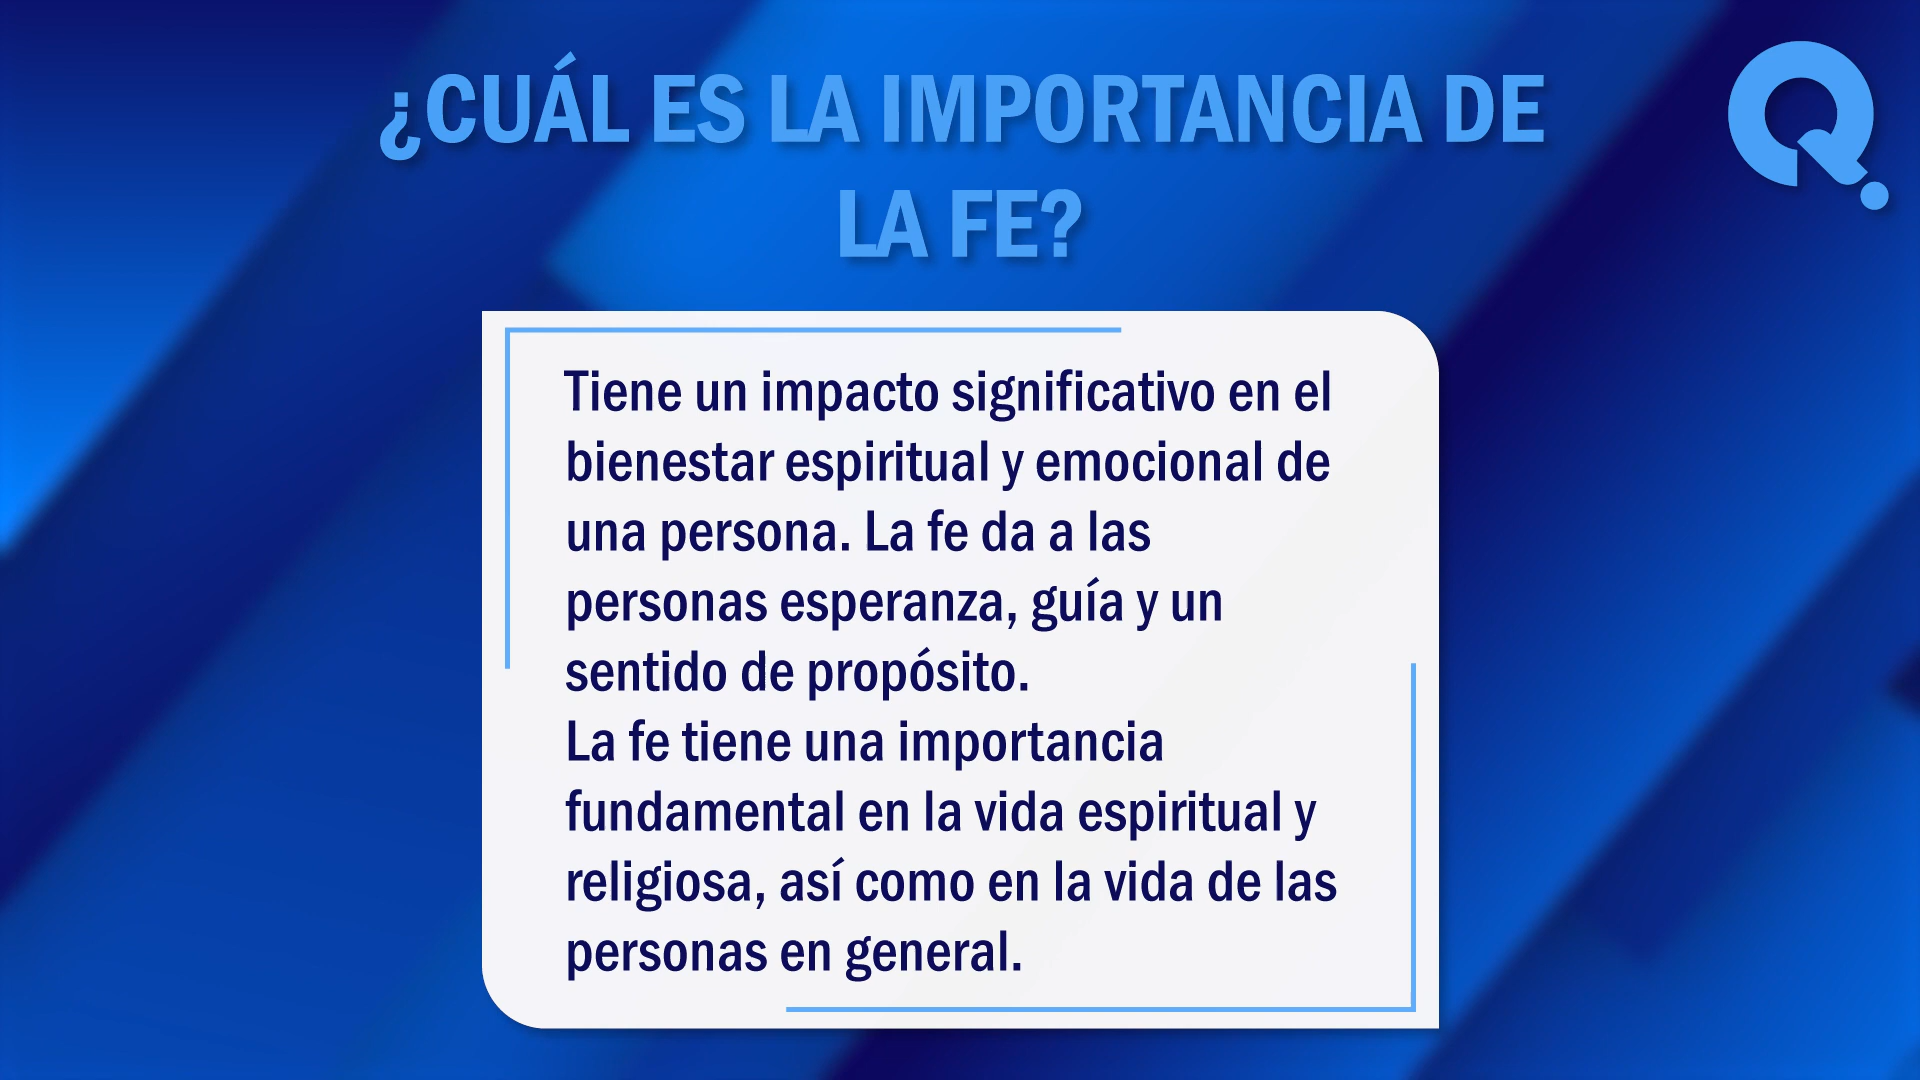 ¿CUÁL ES LA IMPORTANCIA DE
LA FE?
Tiene un impacto significativo en el
bienestar espiritual y emocional de
una persona. La fe da a las
personas esperanza, guía y un
sentido de propósito.
La fe tiene una importancia
fundamental en la vida espiritual y
religiosa, así como en la vida de las
personas en general.